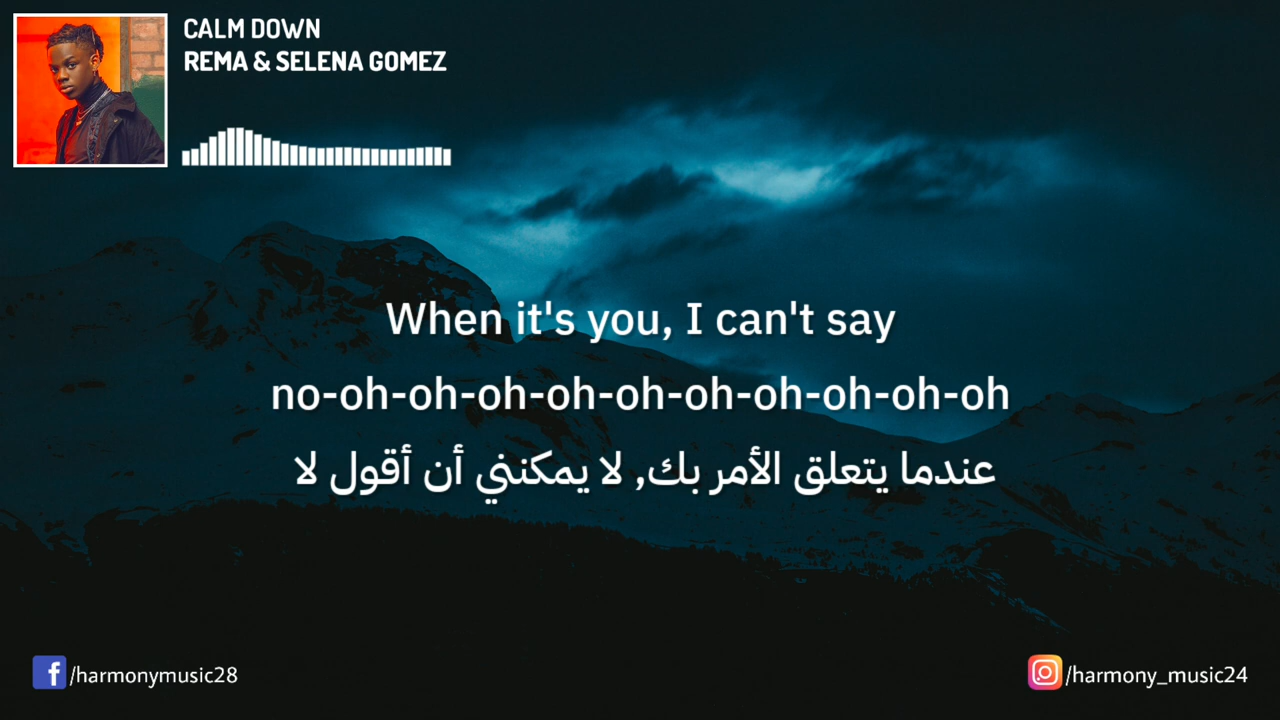 CALM DOWN
REMA & SELENA GOMEZ
When it's you, I can't say
no-oh-oh-oh-oh-oh-oh-oh-oh-oh-oh
عندما يتعلق الأمر بك, لا يمكنني أن أقول لا
/harmonymusic28
/harmony_music24